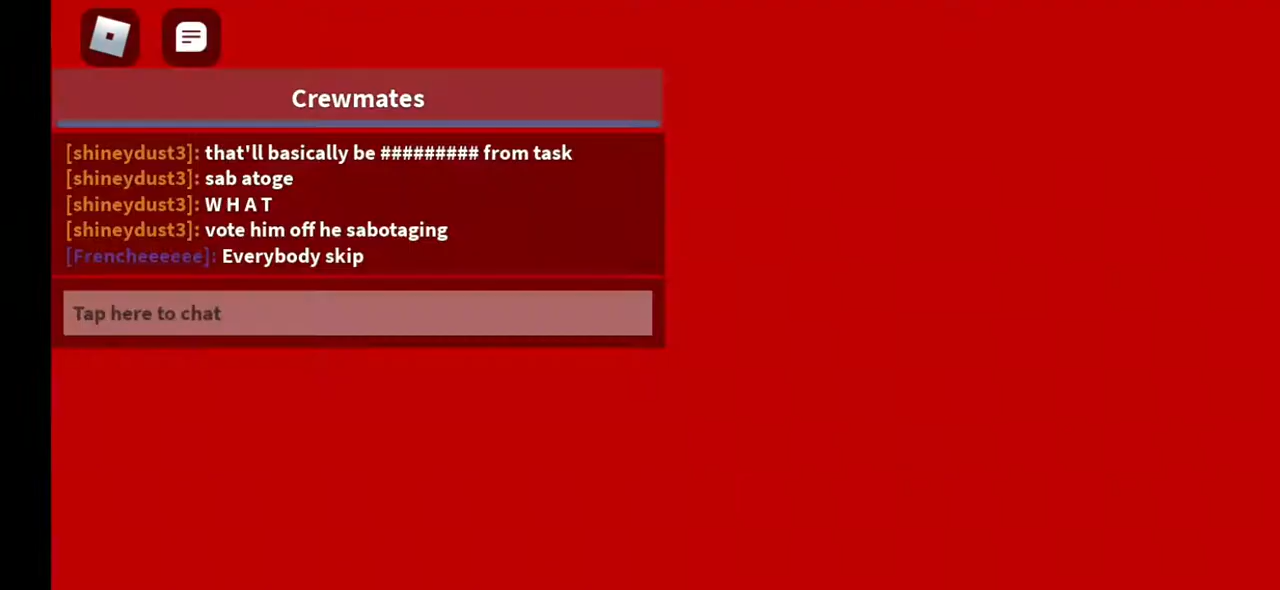 Crewmates
[shineydust3]: that'll basically be ######### from task
[shineydust3]: sab atoge
[shineydust3]: W H A T
[shineydust3]: vote him off he sabotaging
[Frencheeeeee]: Everybody skip
Tap here to chat